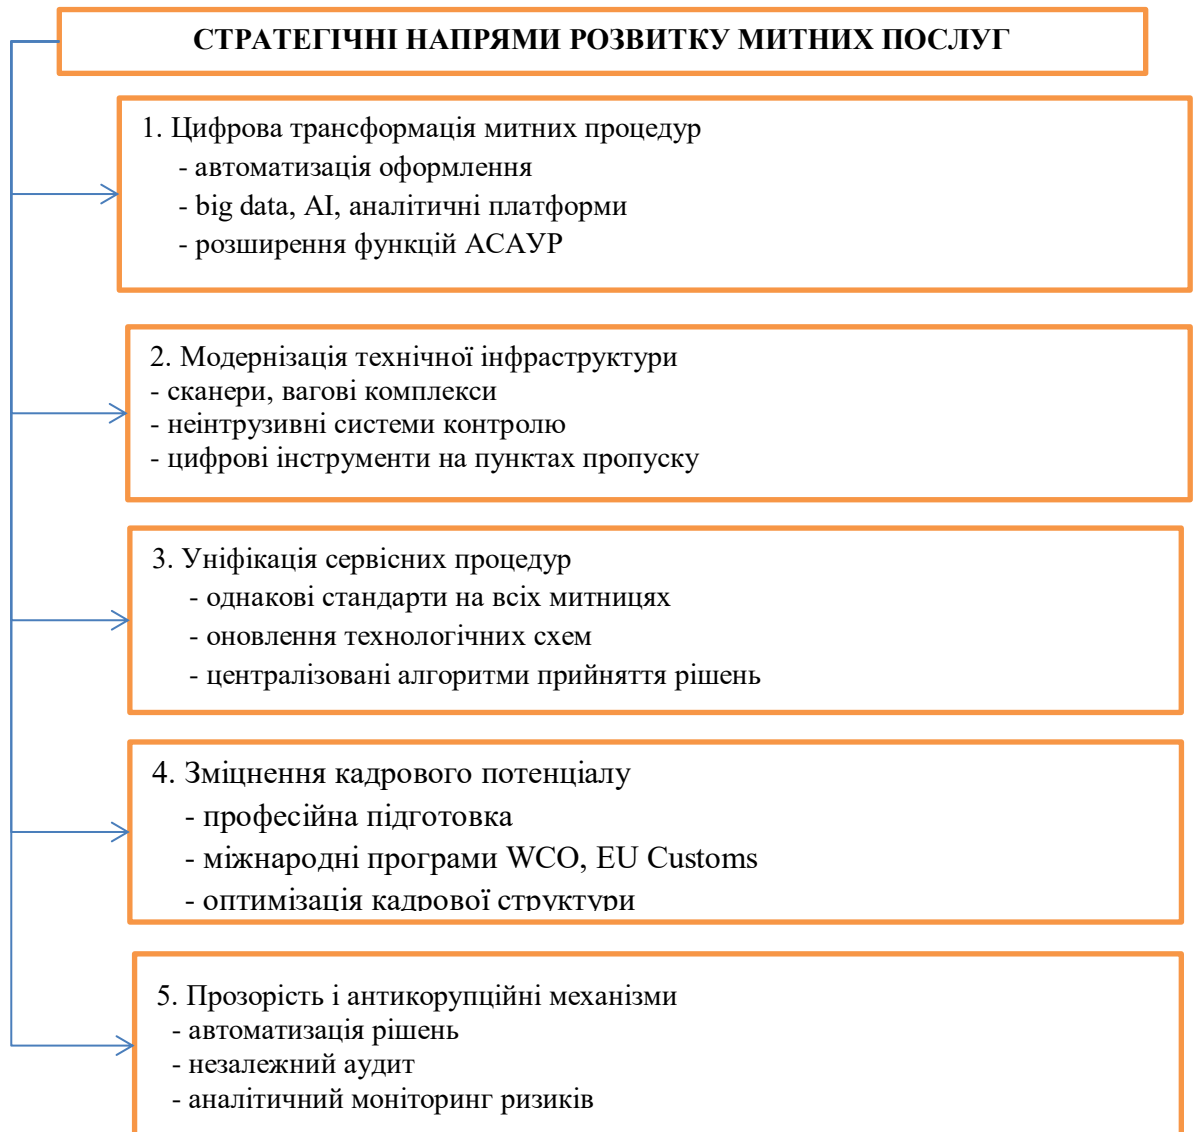 СТРАТЕГІЧНІ НАПРЯМИ РОЗВИТКУ МИТНИХ ПОСЛУГ
1. Цифрова трансформація митних процедур
- автоматизація оформлення
- big data, AI, аналітичні платформи
- розширення функцій АСАУР
2. Модернізація технічної інфраструктури
- сканери, вагові комплекси
- неінтрузивні системи контролю
- цифрові інструменти на пунктах пропуску
3. Уніфікація сервісних процедур
- однакові стандарти на всіх митницях
- оновлення технологічних схем
- централізовані алгоритми прийняття рішень
4. Зміцнення кадрового потенціалу
- професійна підготовка
- міжнародні програми WCO, EU Customs
- оптимізація кадрової структури
5. Прозорість і антикорупційні механізми
- автоматизація рішень
- незалежний аудит
- аналітичний моніторинг ризиків